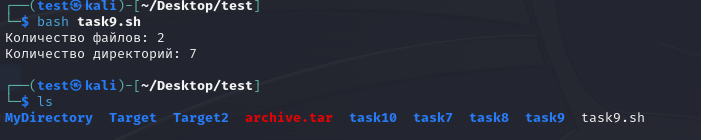 ┌──(test㉿kali)-[~/Desktop/test]
└─$ bash task9.sh
Количество файлов: 2
Количество директорий: 7
┌──(test㉿kali)-[~/Desktop/test]
└─$ ls
MyDirectory Target Target2 archive.tar task10 task7 task8 task9 task9.sh